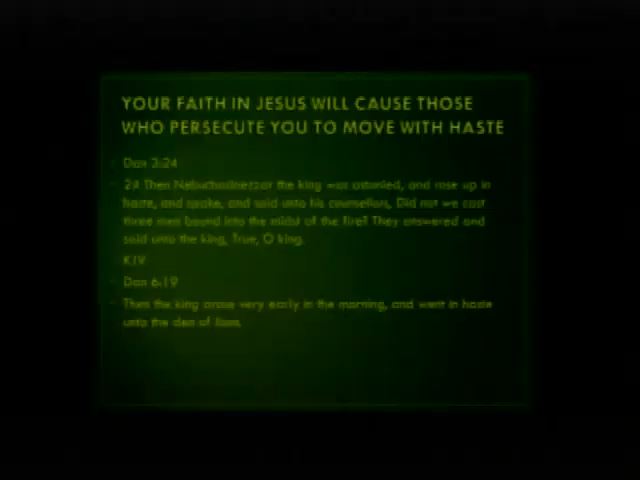 YOUR FAITH IN JESUS WILL CAUSE THOSE
WHO PERSECUTE YOU TO MOVE WITH HASTE
Dan 3:24
24 Then Nebuchadnezzar the king was astonied, and rose up in
haste, and spake, and said unto his counsellors, Did not we cast
three men bound into the midst of the fire? They answered and
said unto the king, True, O king.
KJV
Dan 6:19
Then the king arose very early in the morning, and went in haste
unto the den of lions.